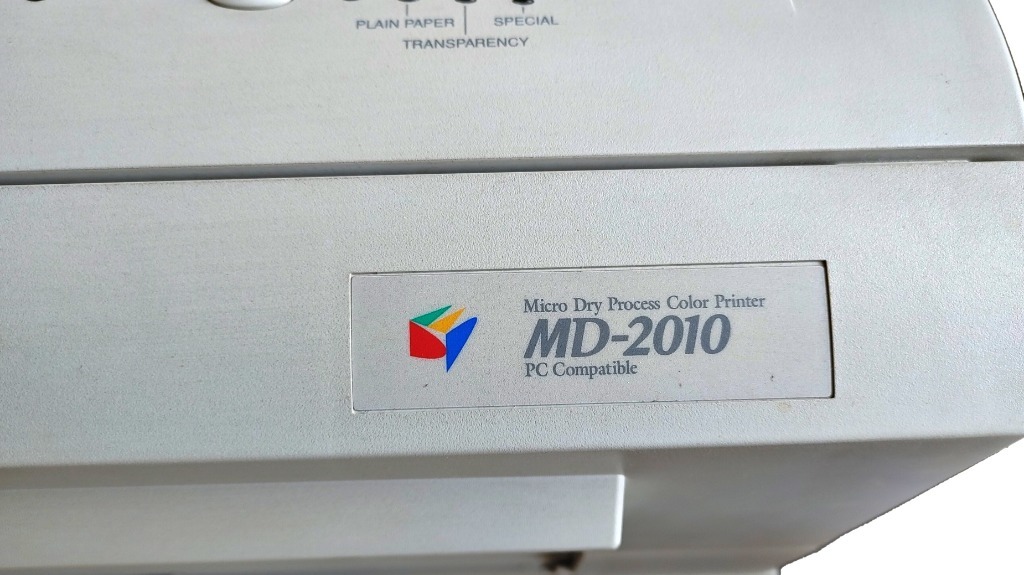 PLAIN PAPER SPECIAL
TRANSPARENCY
Micro Dry Process Color Printer
MD-2010
PC Compatible